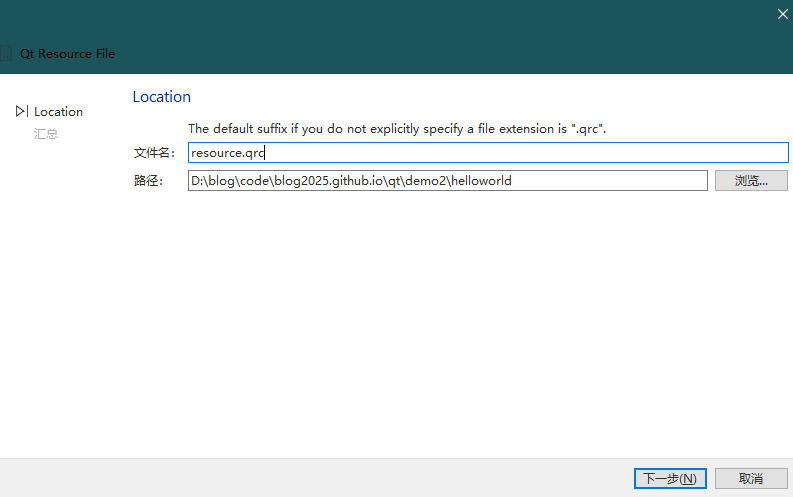 Qt Resource File
Location
汇总
Location
The default suffix if you do not explicitly specify a file extension is ".qrc".
文件名: resource.qrc
路径: D:\blog\code\blog2025.github.io\qt\demo2\helloworld 浏览...
下一步(N) 取消